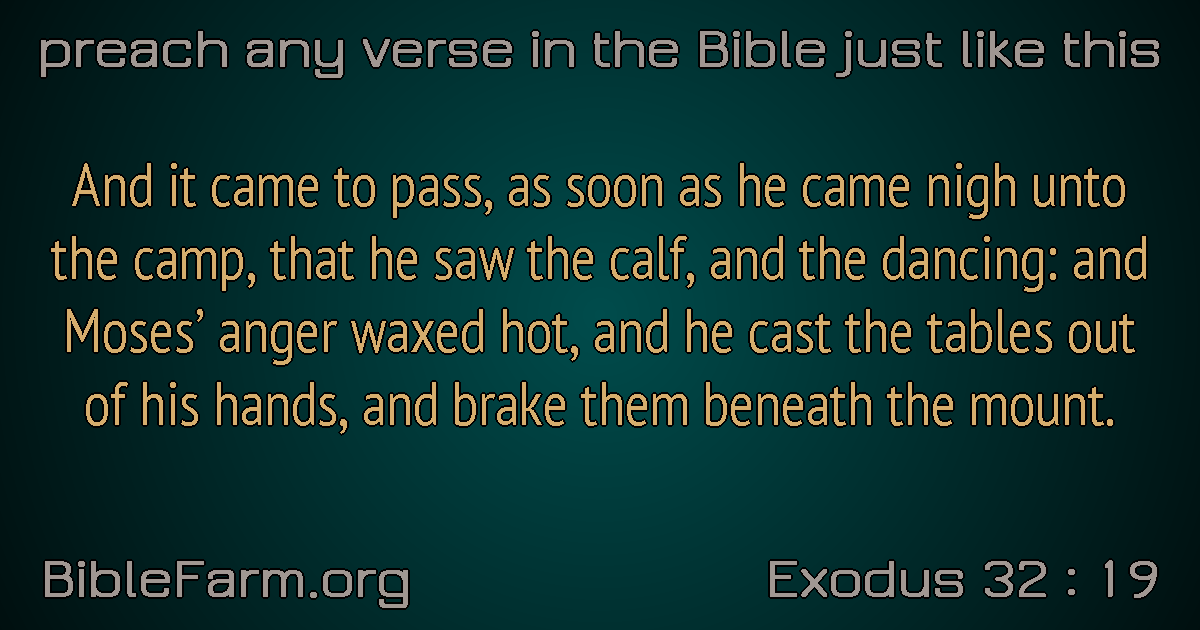 preach any verse in the Bible just like this
And it came to pass, as soon as he came nigh unto
the camp, that he saw the calf, and the dancing: and
Moses’ anger waxed hot, and he cast the tables out
of his hands, and brake them beneath the mount.
BibleFarm.org
Exodus 32 : 19